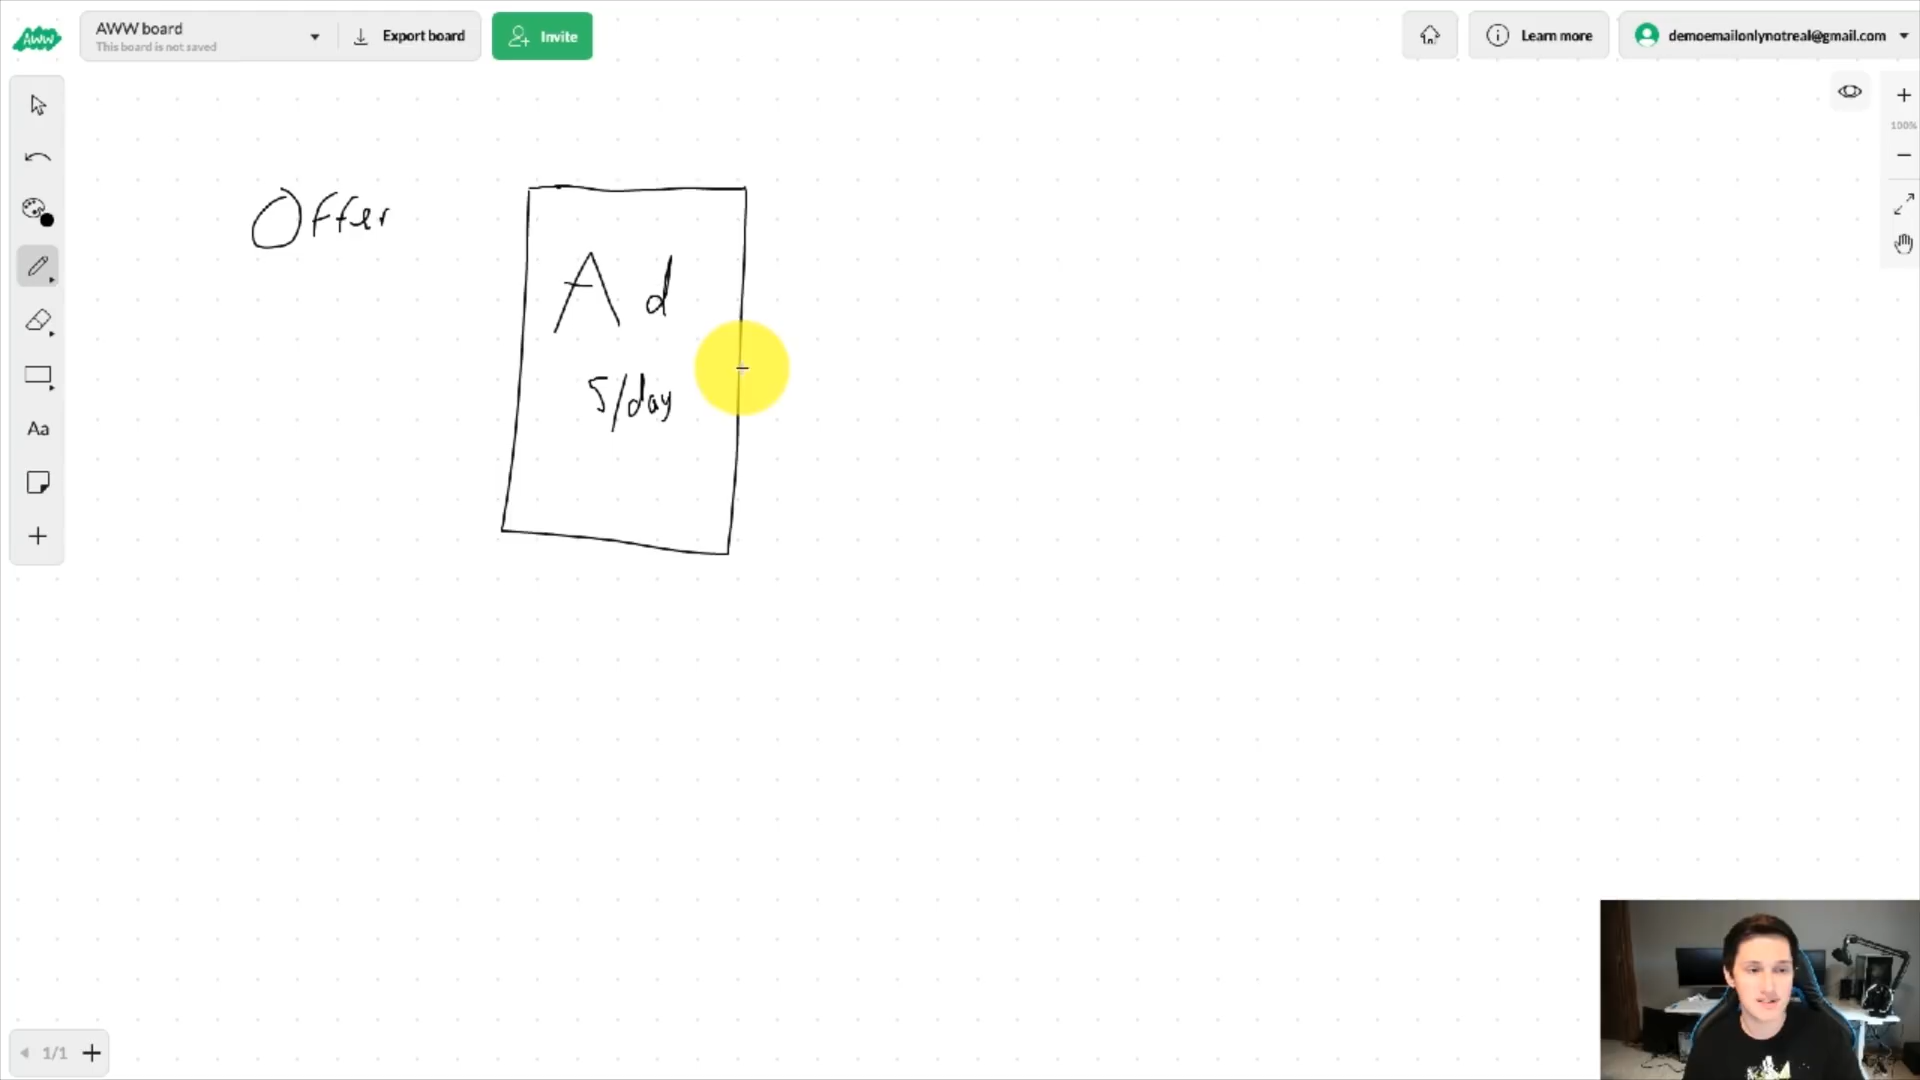 AWW
AWW board
This board is not saved
Export board
Invite
Learn more
demoemailonlynotreal@gmail.com
100%
Offer
Ad
5/day
Aa
1/1